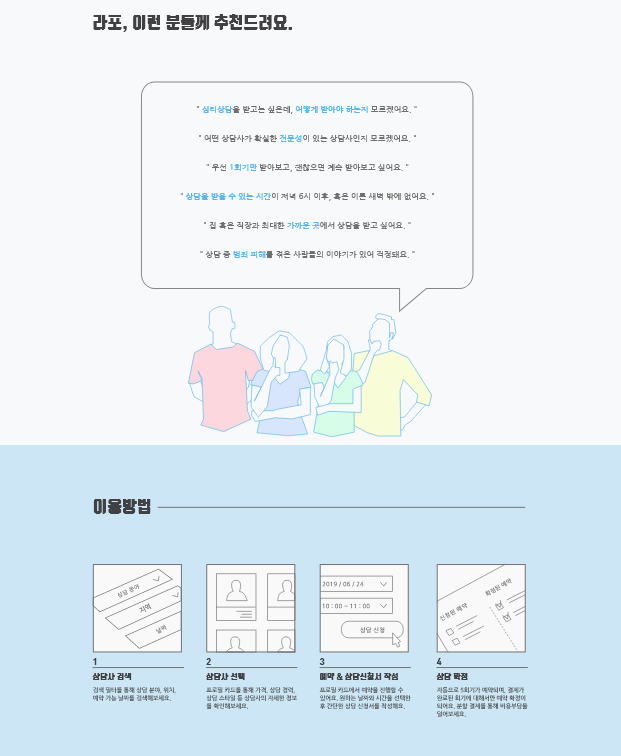 라포, 이런 분들께 추천드려요.
" 심리상담을 받고는 싶은데, 어떻게 받아야 하는지 모르겠어요. "
" 어떤 상담사가 확실한 전문성이 있는 상담사인지 모르겠어요. "
" 우선 1회기만 받아보고, 괜찮으면 계속 받아보고 싶어요. "
" 상담을 받을 수 있는 시간이 저녁 6시 이후, 혹은 이른 새벽 밖에 없어요. "
" 집 혹은 직장과 최대한 가까운 곳에서 상담을 받고 싶어요. "
" 상담 중 범죄 피해를 겪은 사람들의 이야기가 있어 걱정돼요. "
이용방법
상담 분야
지역
날짜
2019 / 06 / 24
10 : 00 ~ 11 : 00
상담 신청
신청된 예약
확정된 예약
1
상담사 검색
검색 필터를 통해 상담 분야, 위치,
예약 가능 날짜를 검색해보세요.
2
상담사 선택
프로필 카드를 통해 가격, 상담 경력,
상담 스타일 등 상담사의 자세한 정보
를 확인해보세요.
3
예약 & 상담신청서 작성
프로필 카드에서 예약을 진행할 수
있어요. 원하는 날짜와 시간을 선택한
후 간단한 상담 신청서를 작성해요.
4
상담 확정
자동으로 5회기가 예약되며, 결제가
완료된 회기에 대해서만 예약 확정이
되어요. 분할 결제를 통해 비용부담을
덜어보세요.